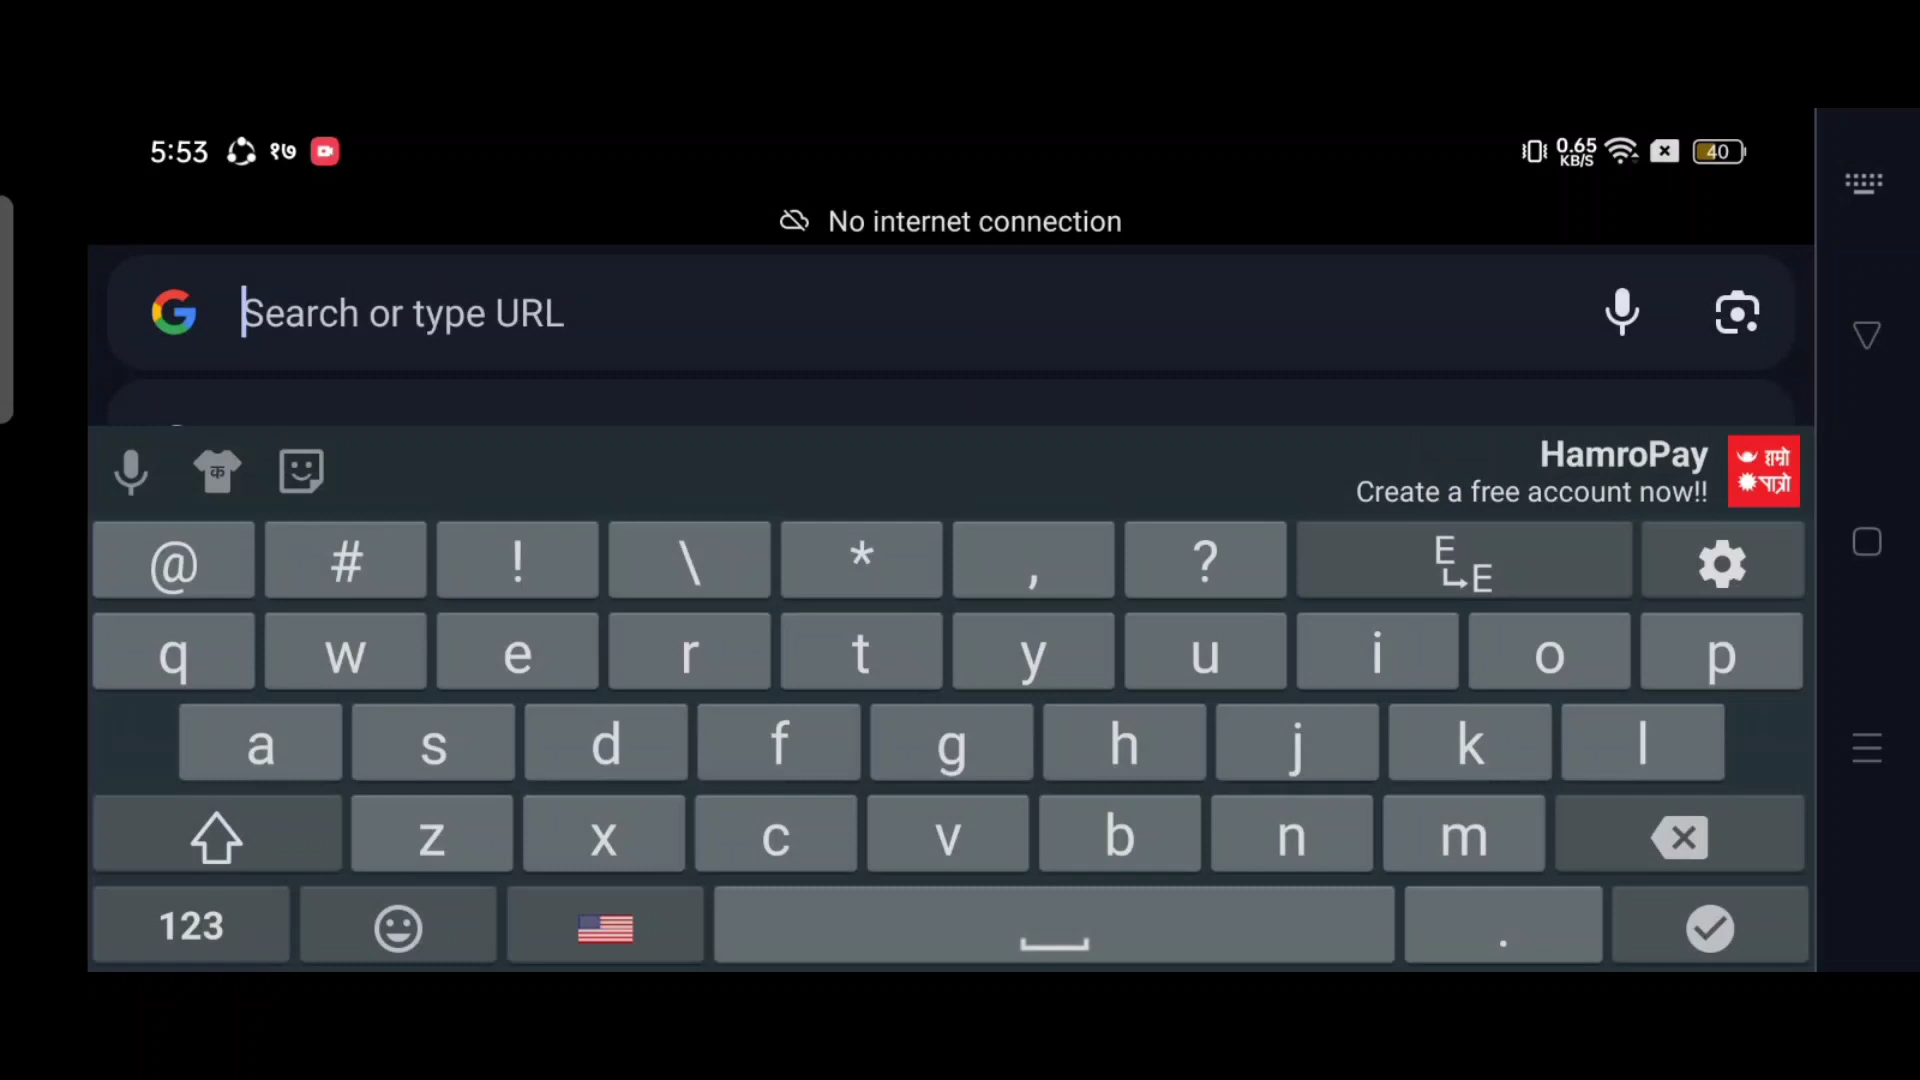 5:53 १७ 0.65 KB/S 40
No internet connection
Search or type URL
HamroPay
Create a free account now!!
हाम्रो
पात्रो
क
@ # ! \ * , ? E E
q w e r t y u i o p
a s d f g h j k l
z x c v b n m
123 .